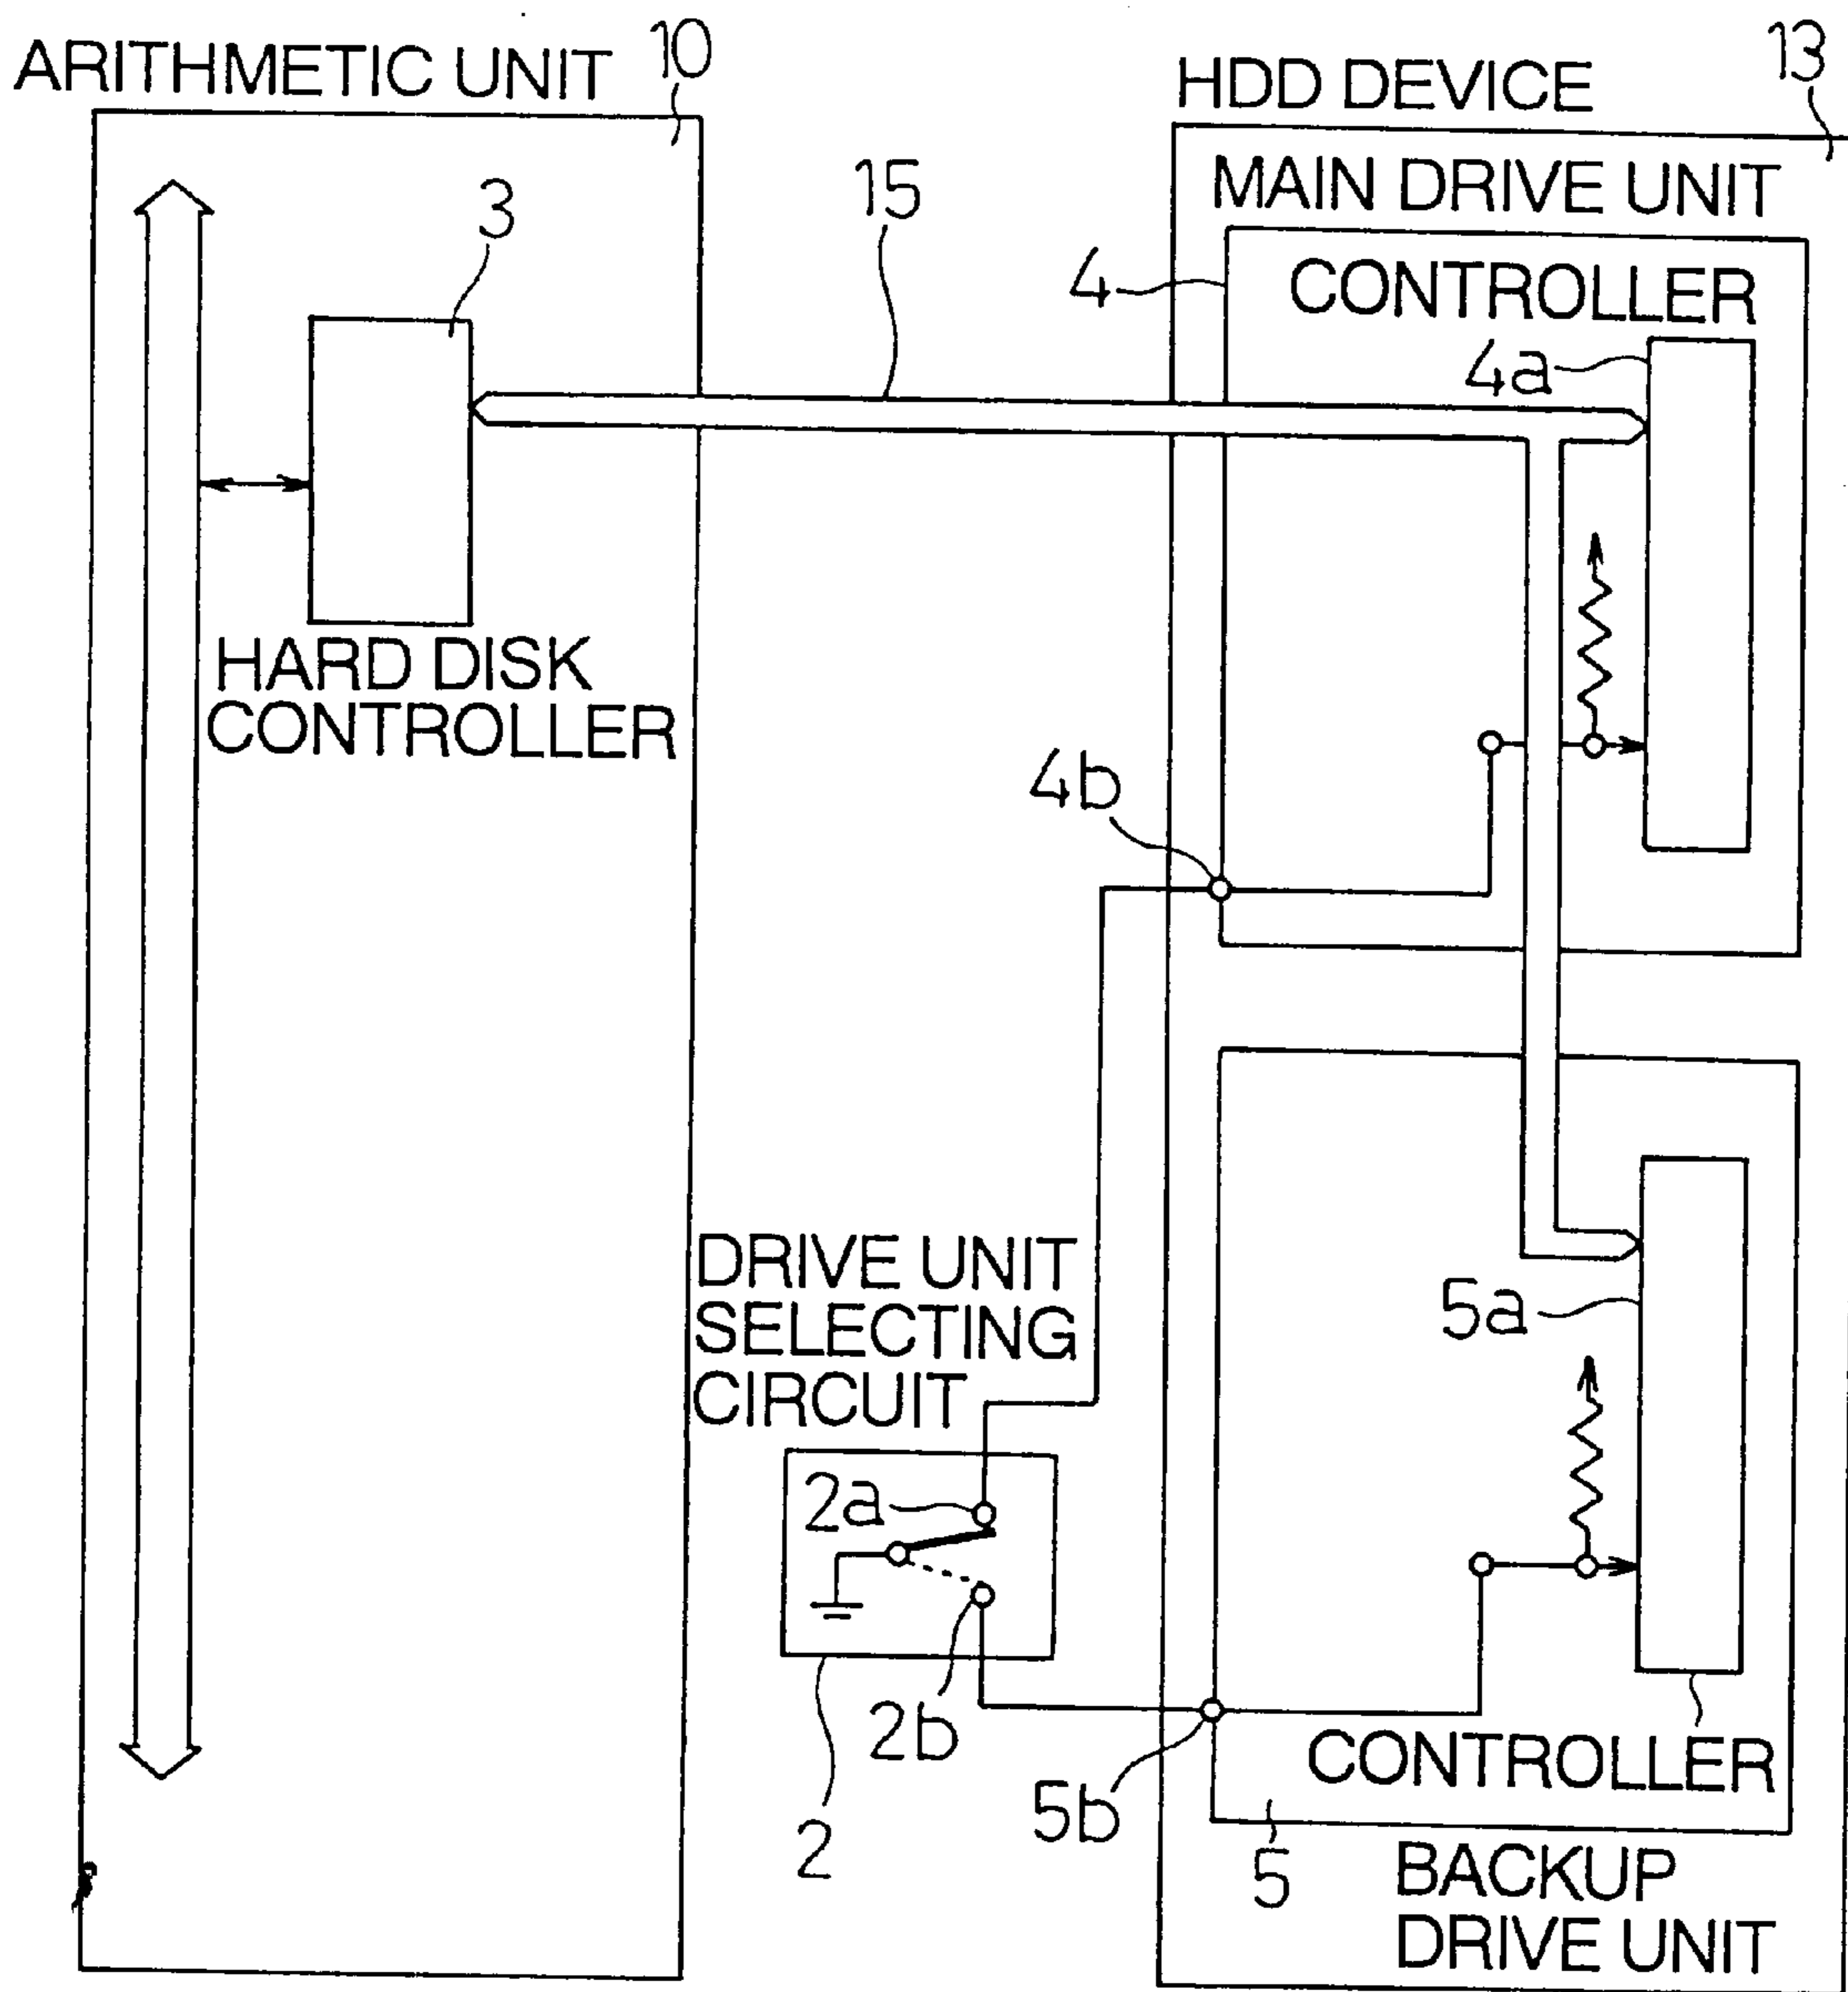 ARITHMETIC UNIT
10
HDD DEVICE
13
MAIN DRIVE UNIT
3
15
4
CONTROLLER
4a
HARD DISK
CONTROLLER
4b
DRIVE UNIT
SELECTING
CIRCUIT
5a
2a
2b
2
5b
CONTROLLER
5
BACKUP
DRIVE UNIT